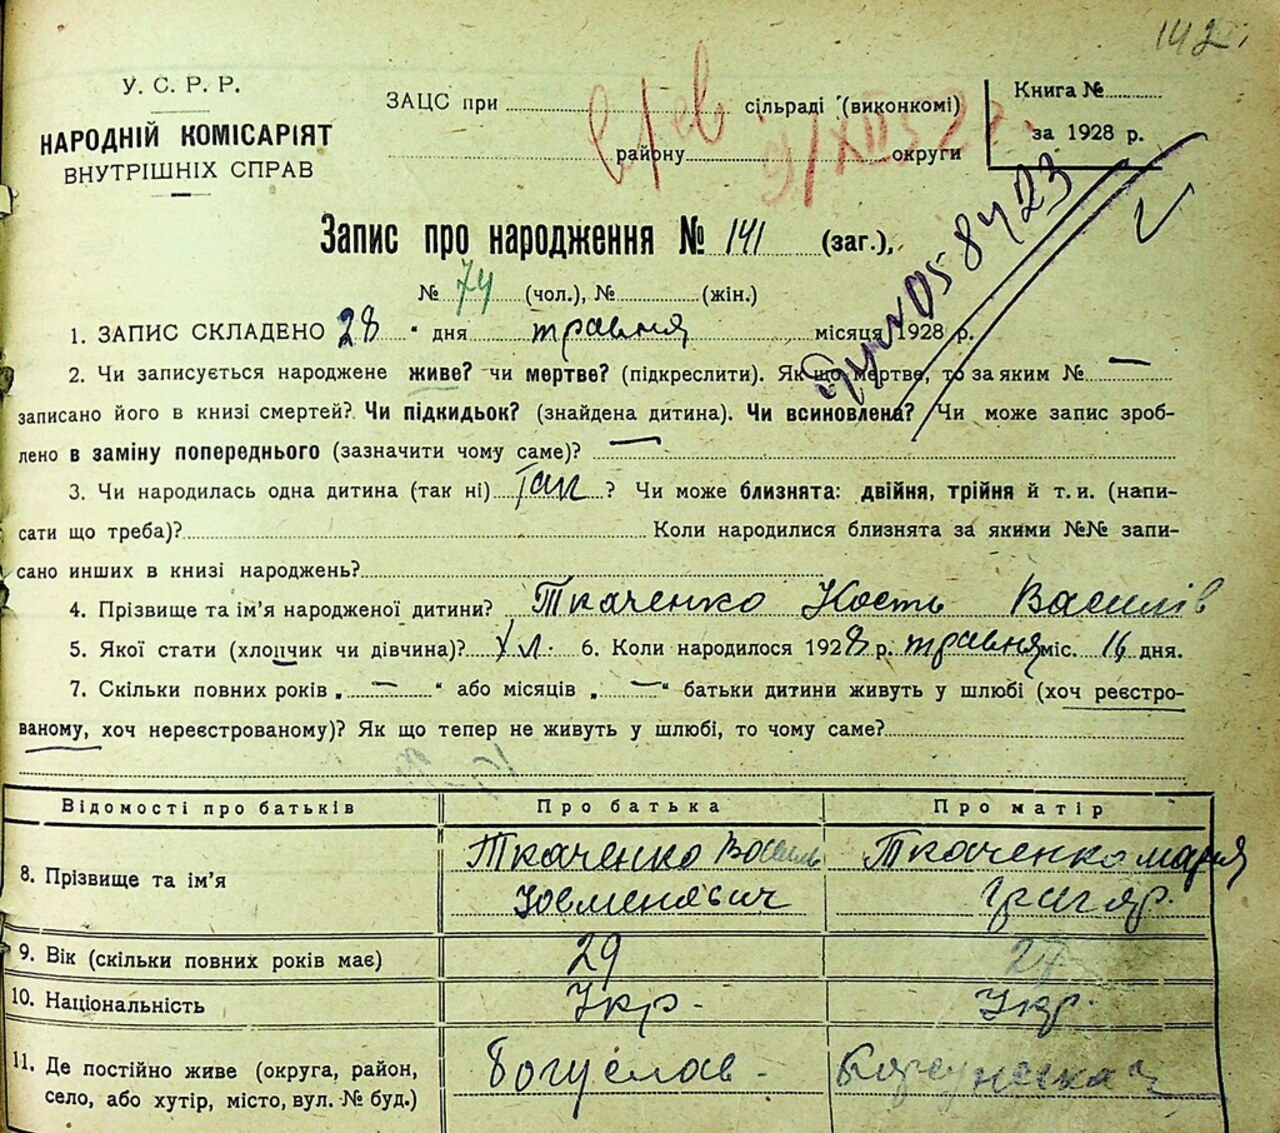 142.
У. С. Р. Р.
НАРОДНІЙ КОМІСАРІЯТ
ВНУТРІШНІХ СПРАВ
ЗАЦС при сільраді (виконкомі)
району округи
Книга №
за 1928 р.
Запис про народження № 141 (заг.),
№ 74 (чол.), № (жін.)
1. ЗАПИС СКЛАДЕНО 28 " дня травня місяця 1928 р.
2. Чи записується народжене живе? чи мертве? (підкреслити). Як що мертве, то за яким № —
записано його в книзі смертей? Чи підкидьок? (знайдена дитина). Чи всиновлена? Чи може запис зроб-
лено в заміну попереднього (зазначити чому саме)? —
3. Чи народилась одна дитина (так ні) Так ? Чи може близнята: двійня, трійня й т. и. (напи-
сати що треба)? Коли народилися близнята за якими №№ запи-
сано инших в книзі народжень?
4. Прізвище та ім'я народженої дитини? Ткаченко Кость Василів
5. Якої стати (хлопчик чи дівчина)? Хл. 6. Коли народилося 1928 р. травня міс. 16 дня.
7. Скільки повних років „ — " або місяців „ — " батьки дитини живуть у шлюбі (хоч реєстро-
ваному, хоч нереєстрованому)? Як що тепер не живуть у шлюбі, то чому саме?
Відомості про батьків Про батька Про матір
8. Прізвище та ім'я Ткаченко Василь Ткаченко Марія
9. Вік (скільки повних років має) 29 27
10. Національність Укр. Укр.
11. Де постійно живе (округа, район, Богуслав -
село, або хутір, місто, вул. № буд.)